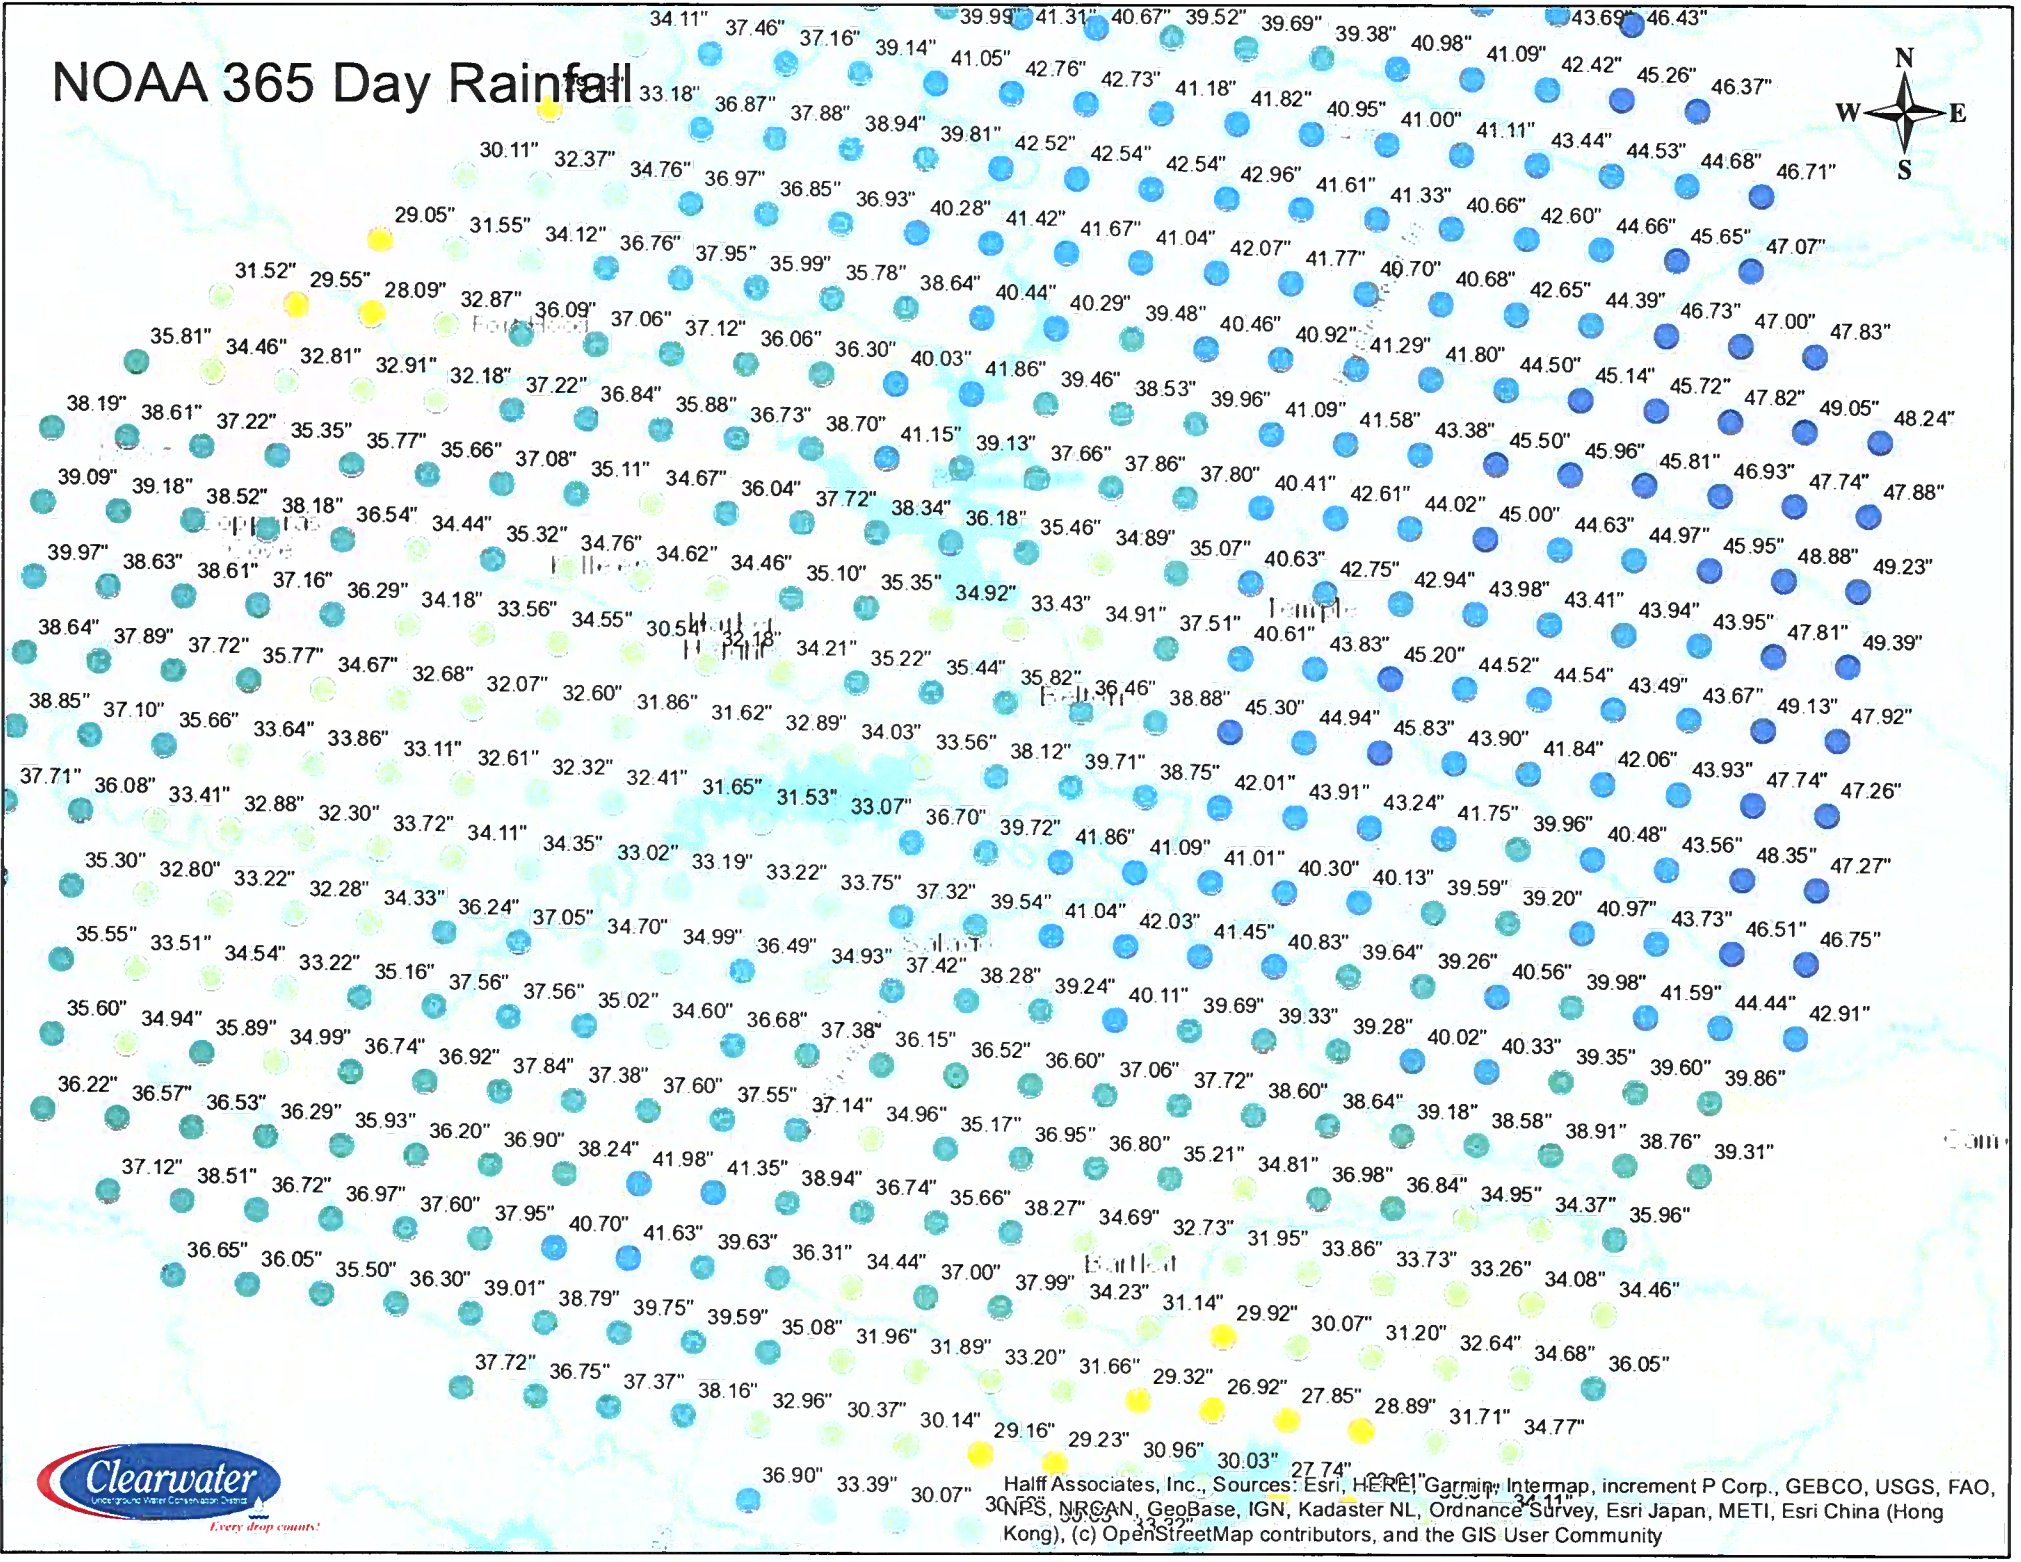 NOAA 365 Day Rainfall
N
W E
S
39.99" 41.31" 40.67" 39.52" 39.69" 39.38" 40.98" 41.09" 42.42" 45.26" 46.37"
43.69" 46.43"
34.11" 37.46" 37.16" 39.14" 41.05" 42.76" 42.73" 41.18" 41.82" 40.95" 41.00" 41.11" 43.44" 44.53" 44.68" 46.71"
33.18" 36.87" 37.88" 38.94" 39.81" 42.52" 42.54" 42.54" 42.96" 41.61" 41.33" 40.66" 42.60" 44.66" 45.65" 47.07"
30.11" 32.37" 34.76" 36.97" 36.85" 36.93" 40.28" 41.42" 41.67" 41.04" 42.07" 41.77" 40.70" 40.68" 42.65" 44.39" 46.73" 47.00" 47.83"
29.05" 31.55" 34.12" 36.76" 37.95" 35.99" 35.78" 38.64" 40.44" 40.29" 39.48" 40.46" 40.92" 41.29" 41.80" 44.50" 45.14" 45.72" 47.82" 49.05" 48.24"
31.52" 29.55" 28.09" 32.87" 36.09" 37.06" 37.12" 36.06" 36.30" 40.03" 41.86" 39.46" 38.53" 39.96" 41.09" 41.58" 43.38" 45.50" 45.96" 45.81" 46.93" 47.74" 47.88"
35.81" 34.46" 32.81" 32.91" 32.18" 37.22" 36.84" 35.88" 36.73" 38.70" 41.15" 39.13" 37.66" 37.86" 37.80" 40.41" 42.61" 44.02" 45.00" 44.63" 44.97" 45.95" 48.88" 49.23"
38.19" 38.61" 37.22" 35.35" 35.77" 35.66" 37.08" 35.11" 34.67" 36.04" 37.72" 38.34" 36.18" 35.46" 34.89" 35.07" 40.63" 42.75" 42.94" 43.98" 43.41" 43.94" 43.95" 47.81" 49.39"
39.09" 39.18" 38.52" 38.18" 36.54" 34.44" 35.32" 34.76" 34.62" 34.46" 35.10" 35.35" 34.92" 33.43" 34.91" 37.51" 40.61" 43.83" 45.20" 44.52" 44.54" 43.49" 43.67" 49.13" 47.92"
Temple
39.97" 38.63" 38.61" 37.16" 36.29" 34.18" 33.56" 34.55" 30.54" 32.18" 34.21" 35.22" 35.44" 35.82" 36.46" 38.88" 45.30" 44.94" 45.83" 43.90" 41.84" 42.06" 43.93" 47.74" 47.26"
Belton
38.64" 37.89" 37.72" 35.77" 34.67" 32.68" 32.07" 32.60" 31.86" 31.62" 32.89" 34.03" 33.56" 38.12" 39.71" 38.75" 42.01" 43.91" 43.24" 41.75" 39.96" 40.48" 43.56" 48.35" 47.27"
38.85" 37.10" 35.66" 33.64" 33.86" 33.11" 32.61" 32.32" 32.41" 31.65" 31.53" 33.07" 36.70" 39.72" 41.86" 41.09" 41.01" 40.30" 40.13" 39.59" 39.20" 40.97" 43.73" 46.51" 46.75"
37.71" 36.08" 33.41" 32.88" 32.30" 33.72" 34.11" 34.35" 33.02" 33.19" 33.22" 33.75" 37.32" 39.54" 41.04" 42.03" 41.45" 40.83" 39.64" 39.26" 40.56" 39.98" 41.59" 44.44" 42.91"
35.30" 32.80" 33.22" 32.28" 34.33" 36.24" 37.05" 34.70" 34.99" 36.49" 34.93" 37.42" 38.28" 39.24" 40.11" 39.69" 39.33" 39.28" 40.02" 40.33" 39.35" 39.60" 39.86"
35.55" 33.51" 34.54" 33.22" 35.16" 37.56" 37.56" 35.02" 34.60" 36.68" 37.38" 36.15" 36.52" 36.60" 37.06" 37.72" 38.60" 38.64" 39.18" 38.58" 38.91" 38.76" 39.31"
35.60" 34.94" 35.89" 34.99" 36.74" 36.92" 37.84" 37.38" 37.60" 37.55" 37.14" 34.96" 35.17" 36.95" 36.80" 35.21" 34.81" 36.98" 36.84" 34.95" 34.37" 35.96"
36.22" 36.57" 36.53" 36.29" 35.93" 36.20" 36.90" 38.24" 41.98" 41.35" 38.94" 36.74" 35.66" 38.27" 34.69" 32.73" 31.95" 33.86" 33.73" 33.26" 34.08" 34.46"
Bartlett
37.12" 38.51" 36.72" 36.97" 37.60" 37.95" 40.70" 41.63" 39.63" 36.31" 34.44" 37.00" 37.99" 34.23" 31.14" 29.92" 30.07" 31.20" 32.64" 34.68" 36.05"
36.65" 36.05" 35.50" 36.30" 39.01" 38.79" 39.75" 39.59" 35.08" 31.96" 31.89" 33.20" 31.66" 29.32" 26.92" 27.85" 28.89" 31.71" 34.77"
37.72" 36.75" 37.37" 38.16" 32.96" 30.37" 30.14" 29.16" 29.23" 30.96" 30.03" 27.74"
36.90" 33.39" 30.07"
Clearwater
Underground Water Conservation District
Every drop counts!
Halff Associates, Inc., Sources: Esri, HERE, Garmin, Intermap, increment P Corp., GEBCO, USGS, FAO,
NPS, NRCAN, GeoBase, IGN, Kadaster NL, Ordnance Survey, Esri Japan, METI, Esri China (Hong
Kong), (c) OpenStreetMap contributors, and the GIS User Community